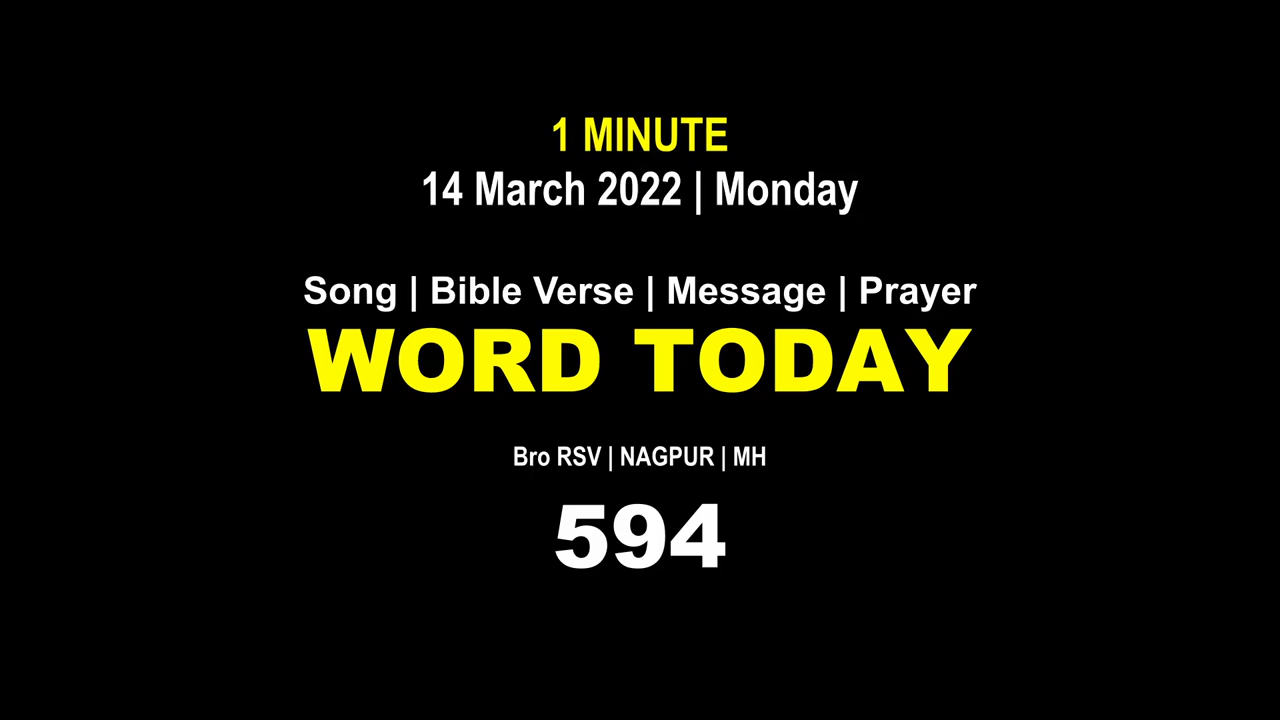 1 MINUTE
14 March 2022 | Monday
Song | Bible Verse | Message | Prayer
WORD TODAY
Bro RSV | NAGPUR | MH
594